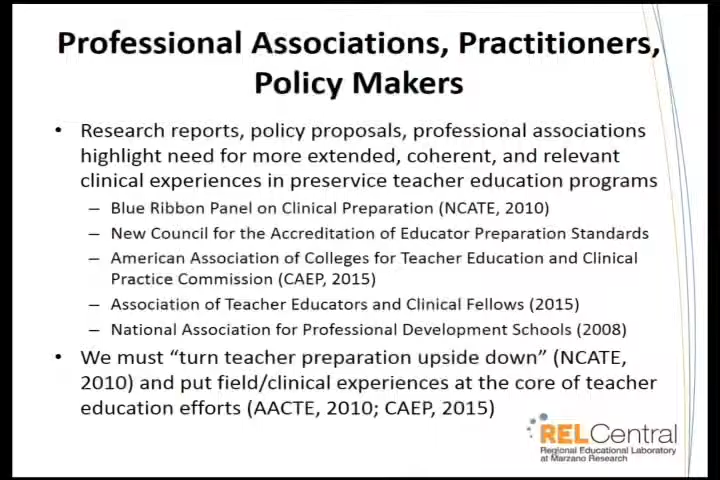 Professional Associations, Practitioners,
Policy Makers
• Research reports, policy proposals, professional associations
highlight need for more extended, coherent, and relevant
clinical experiences in preservice teacher education programs
– Blue Ribbon Panel on Clinical Preparation (NCATE, 2010)
– New Council for the Accreditation of Educator Preparation Standards
– American Association of Colleges for Teacher Education and Clinical
Practice Commission (CAEP, 2015)
– Association of Teacher Educators and Clinical Fellows (2015)
– National Association for Professional Development Schools (2008)
• We must “turn teacher preparation upside down” (NCATE,
2010) and put field/clinical experiences at the core of teacher
education efforts (AACTE, 2010; CAEP, 2015)
RELCentral
Regional Educational Laboratory
at Marzano Research